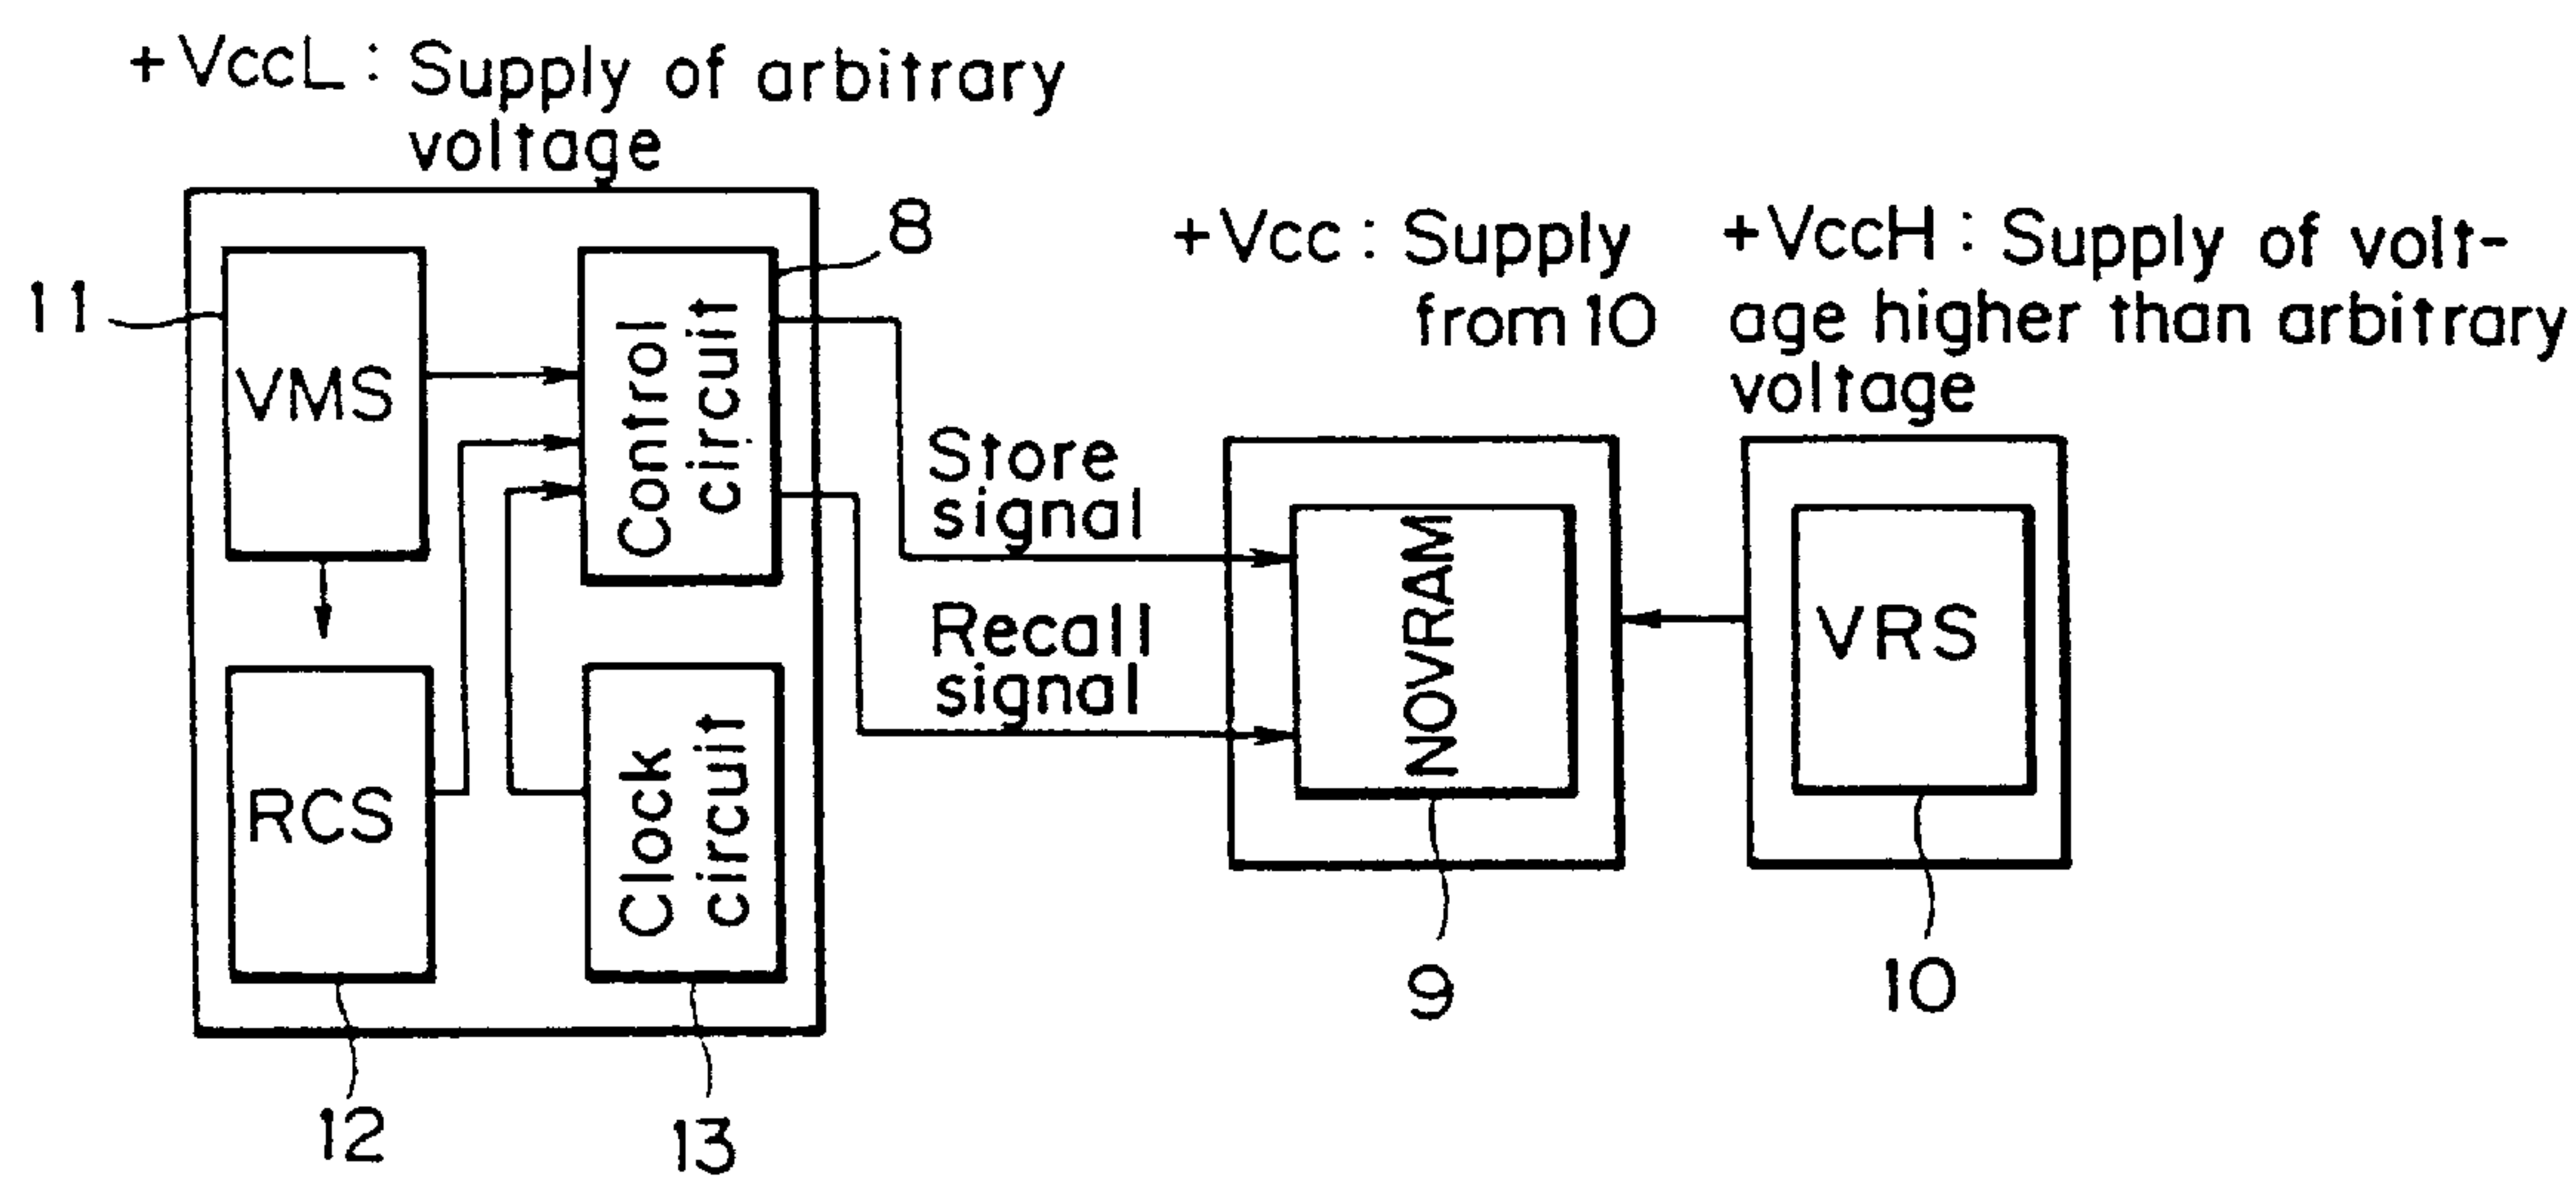 +VccL : Supply of arbitrary
voltage
8
+Vcc : Supply
from 10
+VccH : Supply of volt-
age higher than arbitrary
voltage
11
VMS
Control
circuit
Store
signal
Recall
signal
NOVRAM
VRS
RCS
Clock
circuit
9
10
12
13